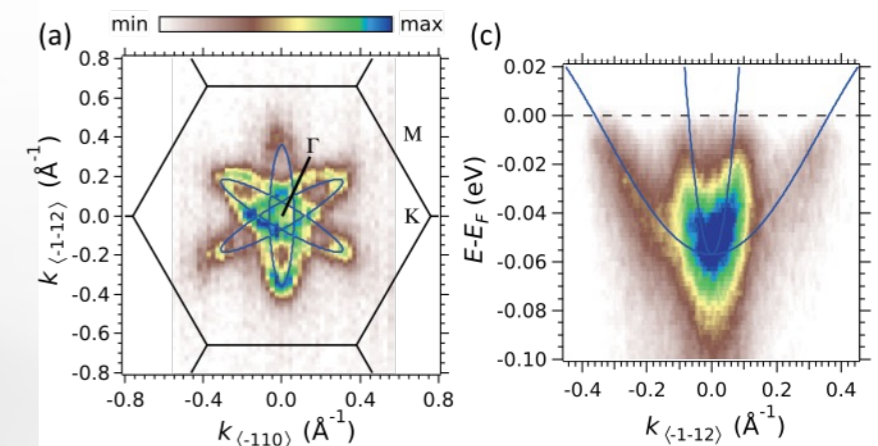 (a)
min
max
0.8
0.6
0.4
0.2
0.0
-0.2
-0.4
-0.6
-0.8
k⟨-1-12⟩ (Å⁻¹)
Γ
M
K
-0.8
-0.4
0.0
0.4
0.8
k⟨-110⟩ (Å⁻¹)
(c)
0.02
0.00
-0.02
-0.04
-0.06
-0.08
-0.10
E-E_F (eV)
-0.4
-0.2
0.0
0.2
0.4
k⟨-1-12⟩ (Å⁻¹)